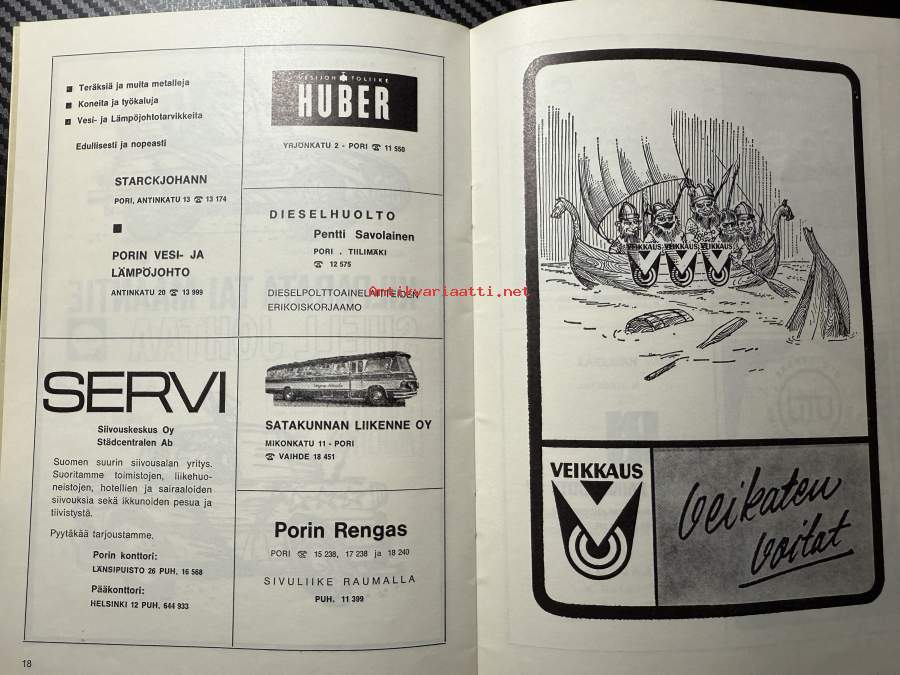 ■ Teräksiä ja muita metalleja
■ Koneita ja työkaluja
■ Vesi- ja Lämpöjohtotarvikkeita
Edullisesti ja nopeasti
STARCKJOHANN
PORI, ANTINKATU 13 ☎ 13 174
■
PORIN VESI- JA
LÄMPÖJOHTO
ANTINKATU 20 ☎ 13 999
VESIJOHTOLIIKE
HUBER
YRJÖNKATU 2 - PORI ☎ 11 550
DIESELHUOLTO
Pentti Savolainen
PORI . TIILIMÄKI
☎ 12 575
DIESELPOLTTOAINELAITTEIDEN
ERIKOISKORJAAMO
SERVI
Siivouskeskus Oy
Städcentralen Ab
Suomen suurin siivousalan yritys.
Suoritamme toimistojen, liikehuo-
neistojen, hotellien ja sairaaloiden
siivouksia sekä ikkunoiden pesua ja
tiivistystä.
Pyytäkää tarjoustamme.
Porin konttori:
LÄNSIPUISTO 26 PUH. 16 568
Pääkonttori:
HELSINKI 12 PUH. 644 933
SATAKUNNAN LIIKENNE OY
MIKONKATU 11 - PORI
☎ VAIHDE 18 451
Porin Rengas
PORI ☎ 15 238, 17 238 ja 18 240
SIVULIIKE RAUMALLA
PUH. 11 399
18
VEIKKAUS VEIKKAUS VEIKKAUS
VEIKKAUS
Veikaten
voitat
Antikvariaatti.net